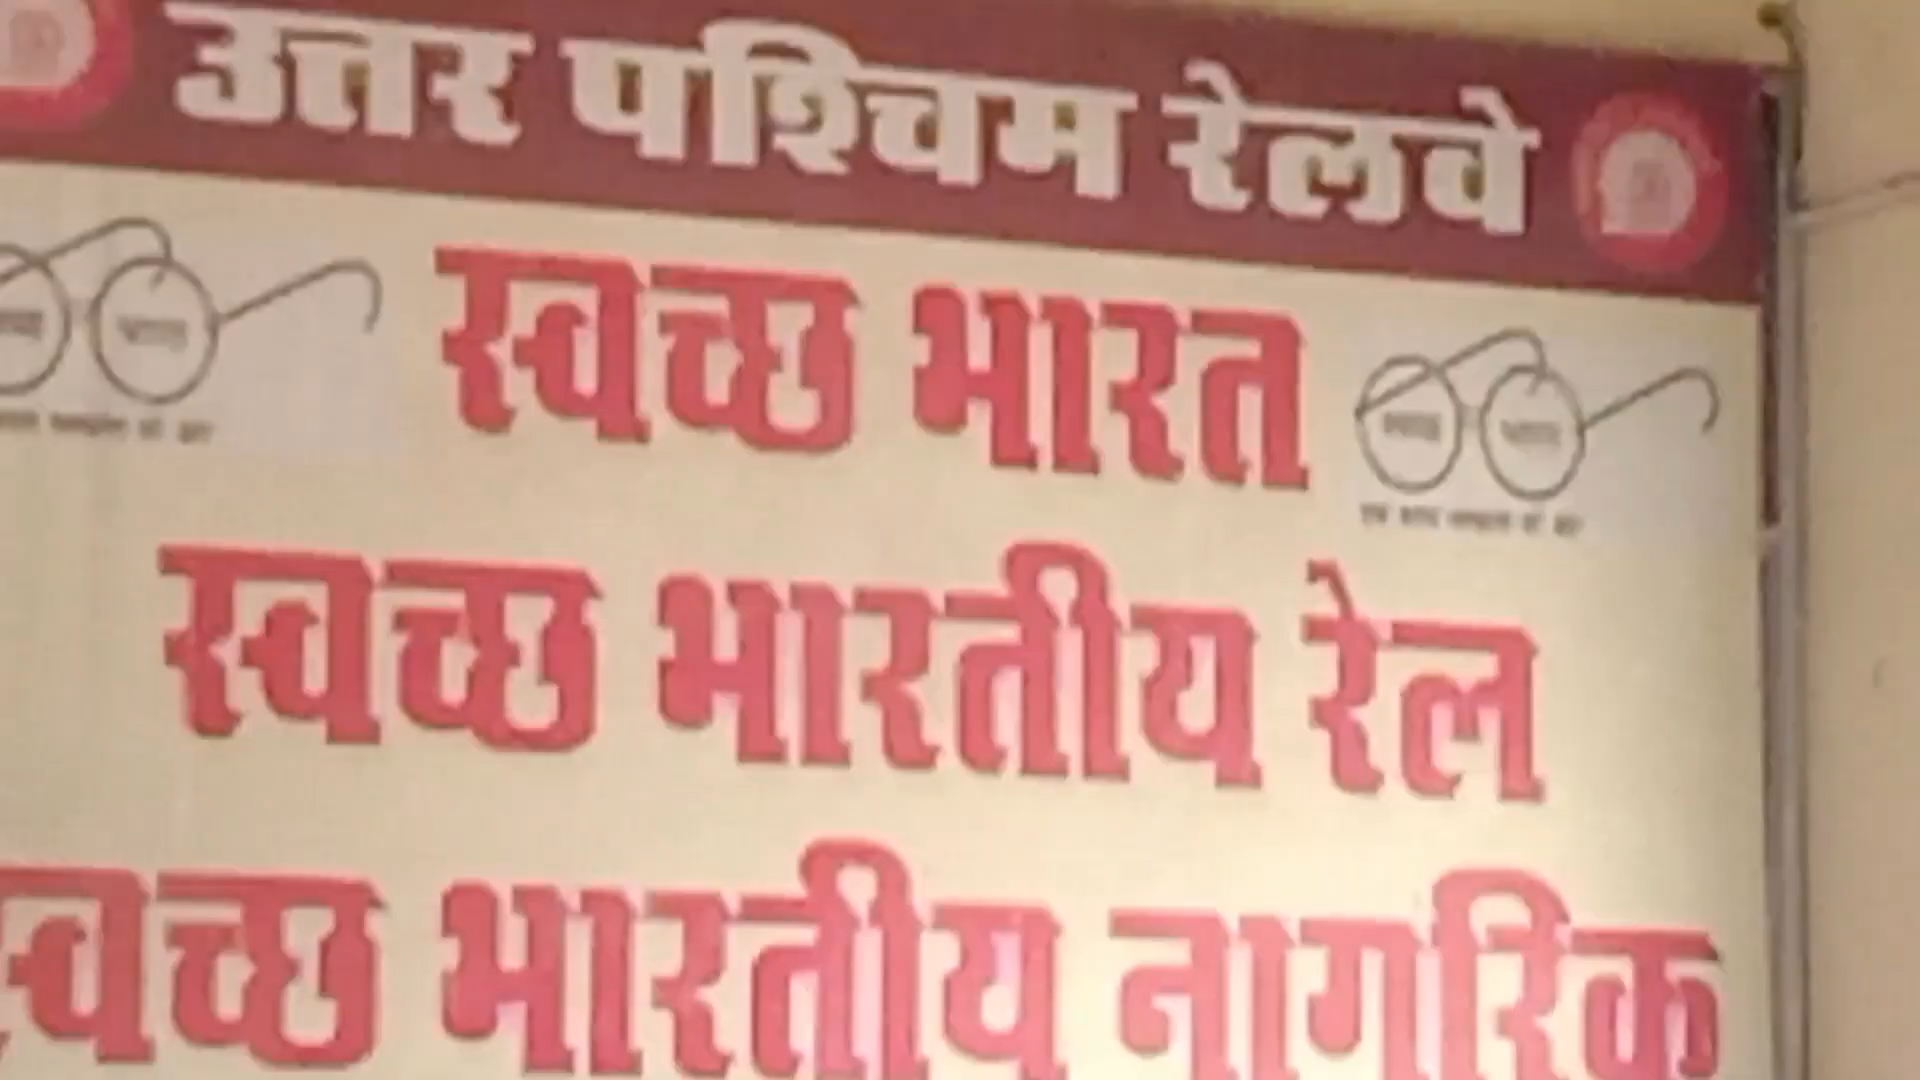 उत्तर पश्चिम रेलवे
स्वच्छ भारत
स्वच्छ भारतीय रेल
स्वच्छ भारतीय नागरिक